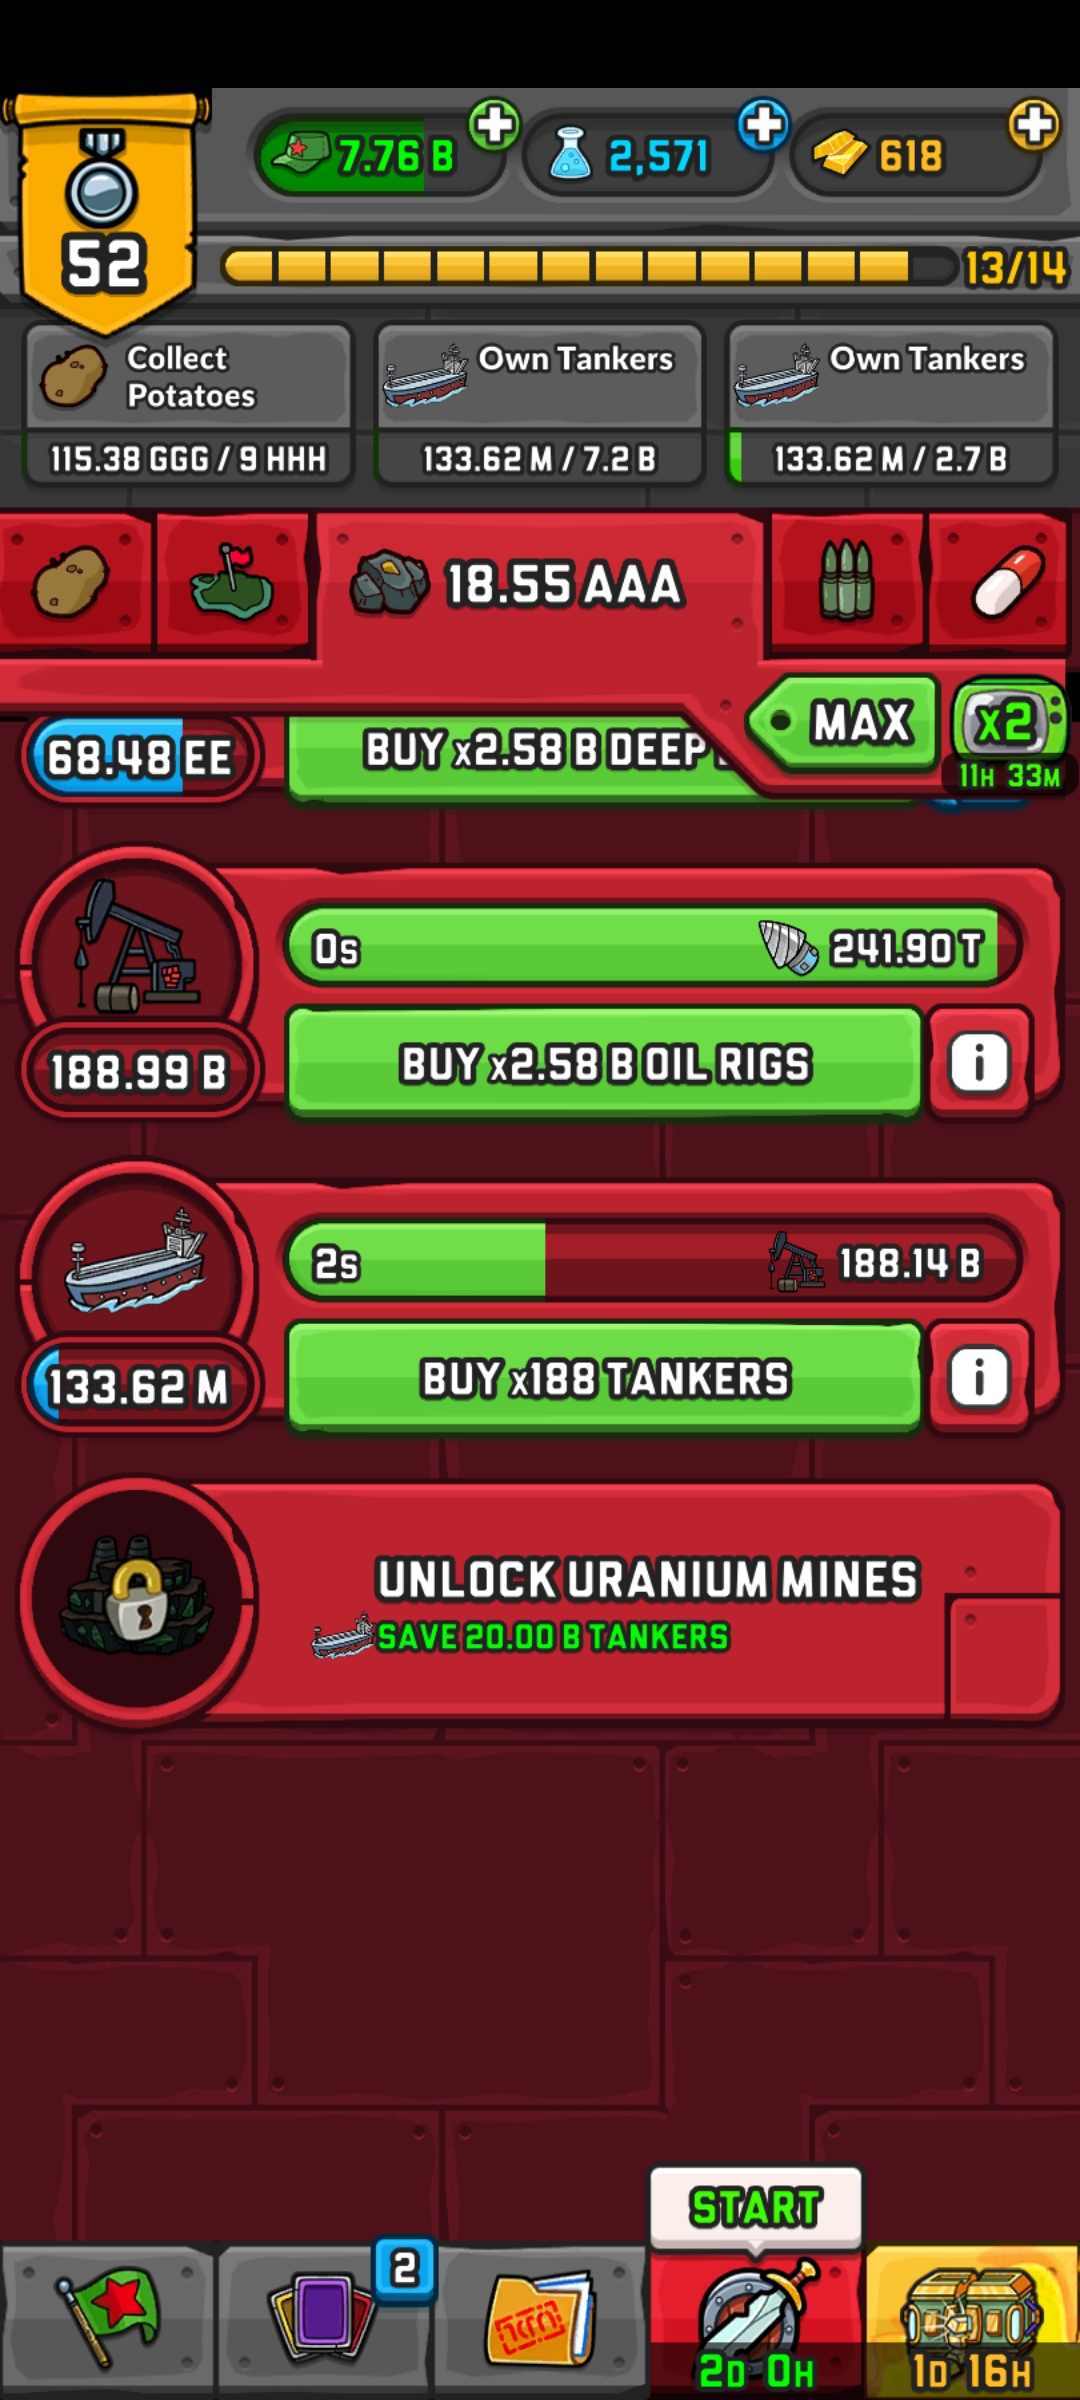 7.76 B
2,571
618
52
13/14
Collect
Potatoes
115.38 GGG / 9 HHH
Own Tankers
133.62 M / 7.2 B
Own Tankers
133.62 M / 2.7 B
18.55 AAA
MAX
x2
11H 33M
68.48 EE
BUY x2.58 B DEEP
0s
241.90 T
188.99 B
BUY x2.58 B OIL RIGS
i
2s
188.14 B
133.62 M
BUY x188 TANKERS
i
UNLOCK URANIUM MINES
SAVE 20.00 B TANKERS
START
2
2D 0H
1D 16H